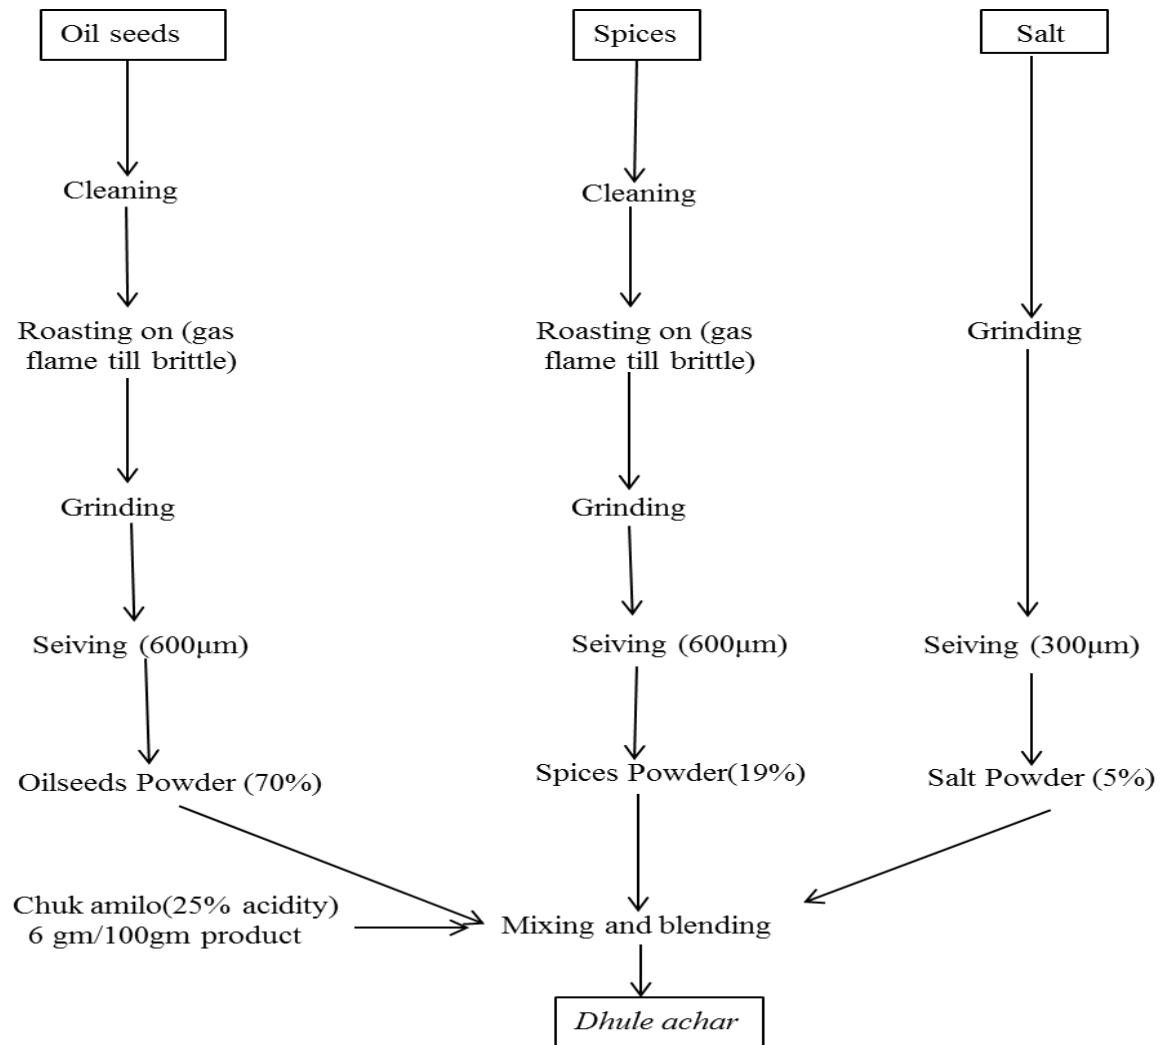 Oil seeds
Spices
Salt
Cleaning
Cleaning
Roasting on (gas
flame till brittle)
Roasting on (gas
flame till brittle)
Grinding
Grinding
Grinding
Seiving (600μm)
Seiving (600μm)
Seiving (300μm)
Oilseeds Powder (70%)
Spices Powder(19%)
Salt Powder (5%)
Chuk amilo(25% acidity)
6 gm/100gm product
Mixing and blending
Dhule achar